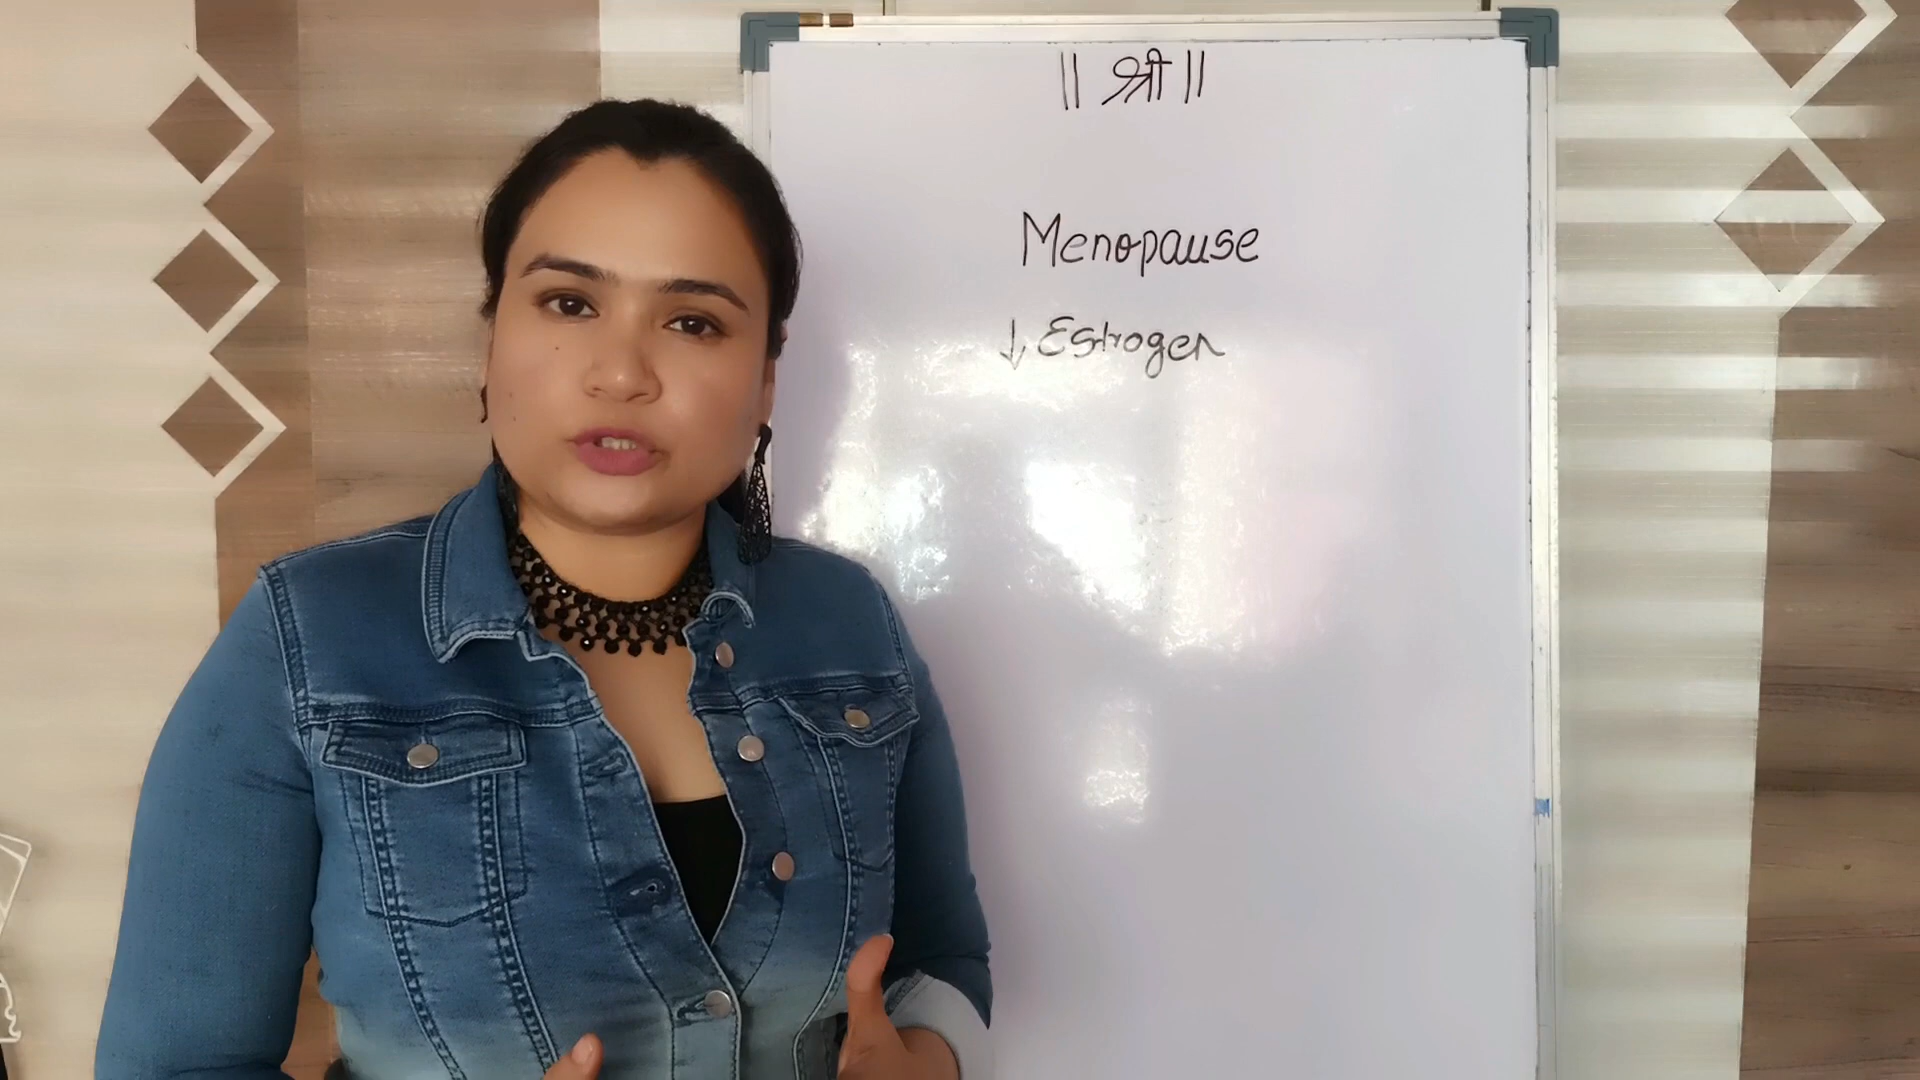 || श्री ||
Menopause
↓ Estrogen